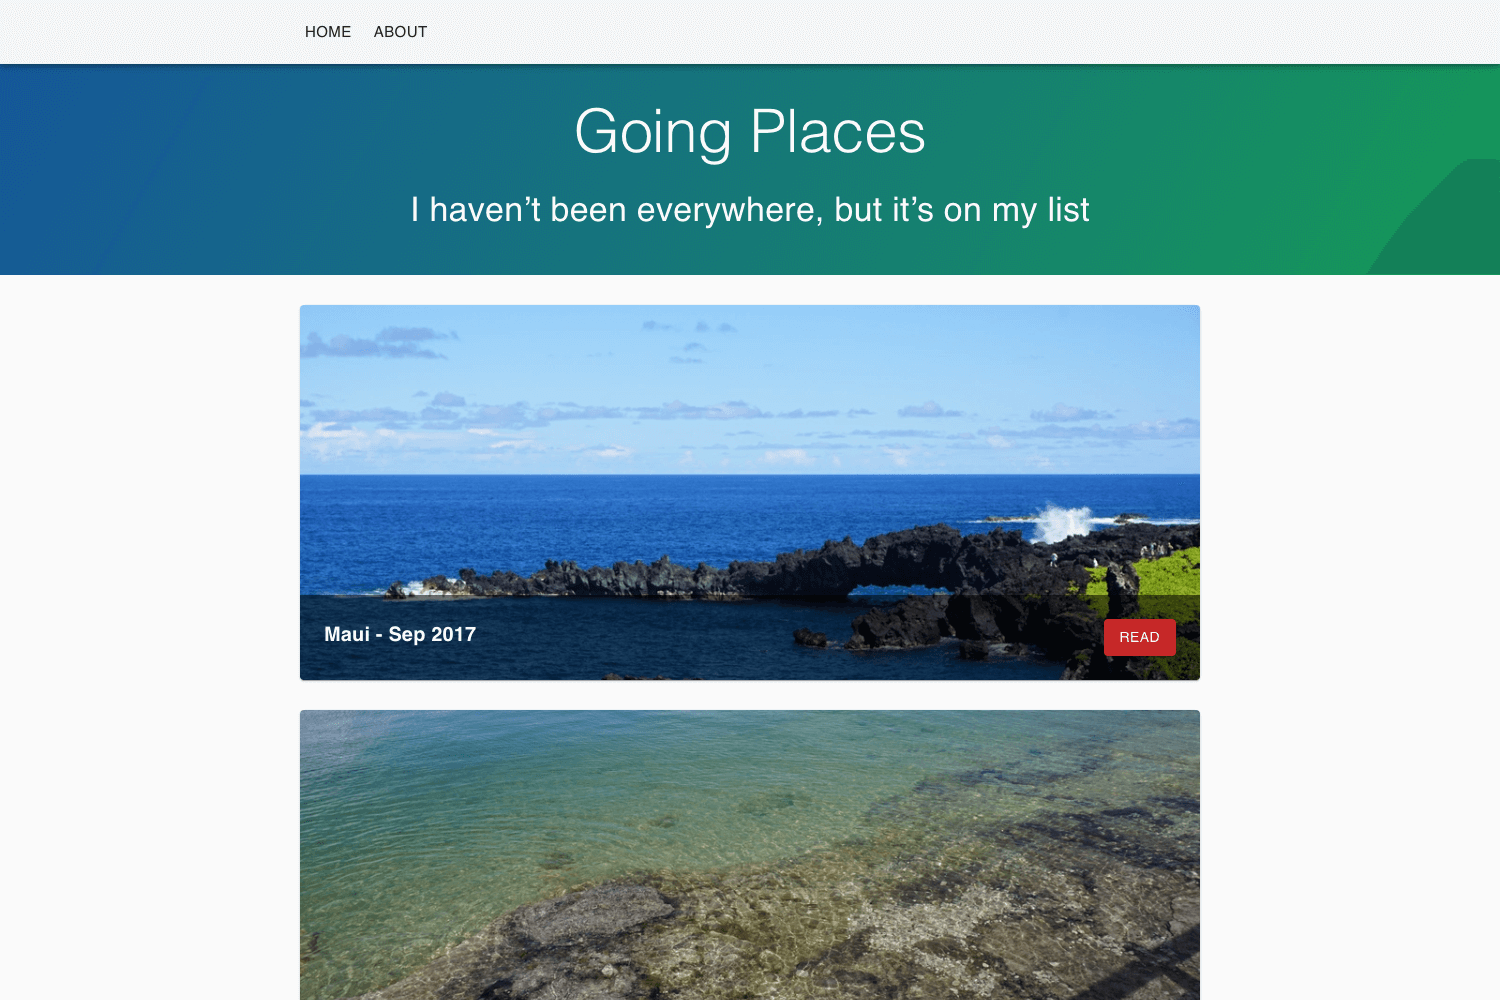 HOME ABOUT
Going Places
I haven’t been everywhere, but it’s on my list
Maui - Sep 2017
READ